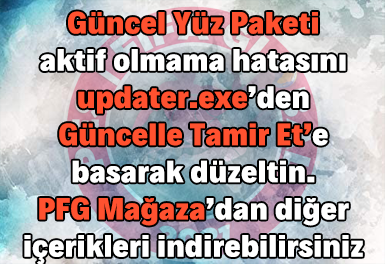 Güncel Yüz Paketi
aktif olmama hatasını
updater.exe'den
Güncelle Tamir Et'e
basarak düzeltin.
PFG Mağaza'dan diğer
içerikleri indirebilirsiniz